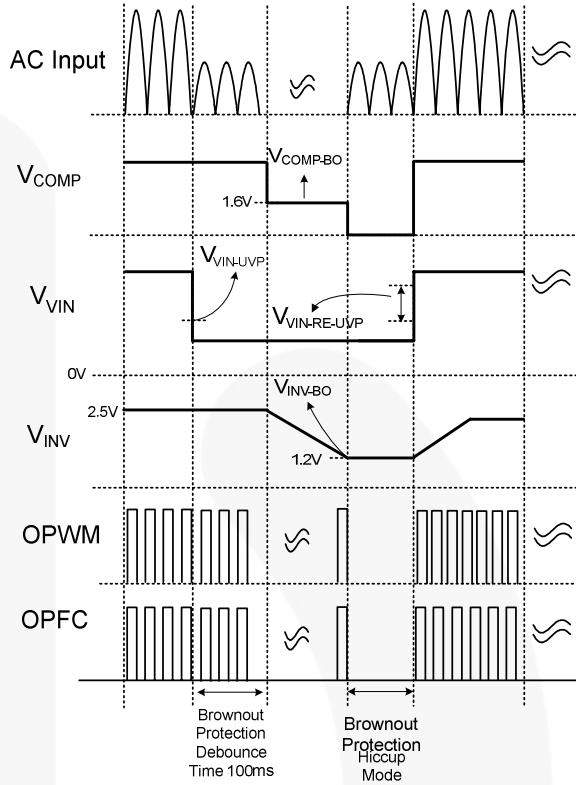 AC Input
VCOMP
VCOMP-BO
1.6V
VVIN
VVIN-UVP
VVIN-RE-UVP
0V
VINV
2.5V
VINV-BO
1.2V
OPWM
OPFC
Brownout
Protection
Debounce
Time 100ms
Brownout
Protection
Hiccup
Mode